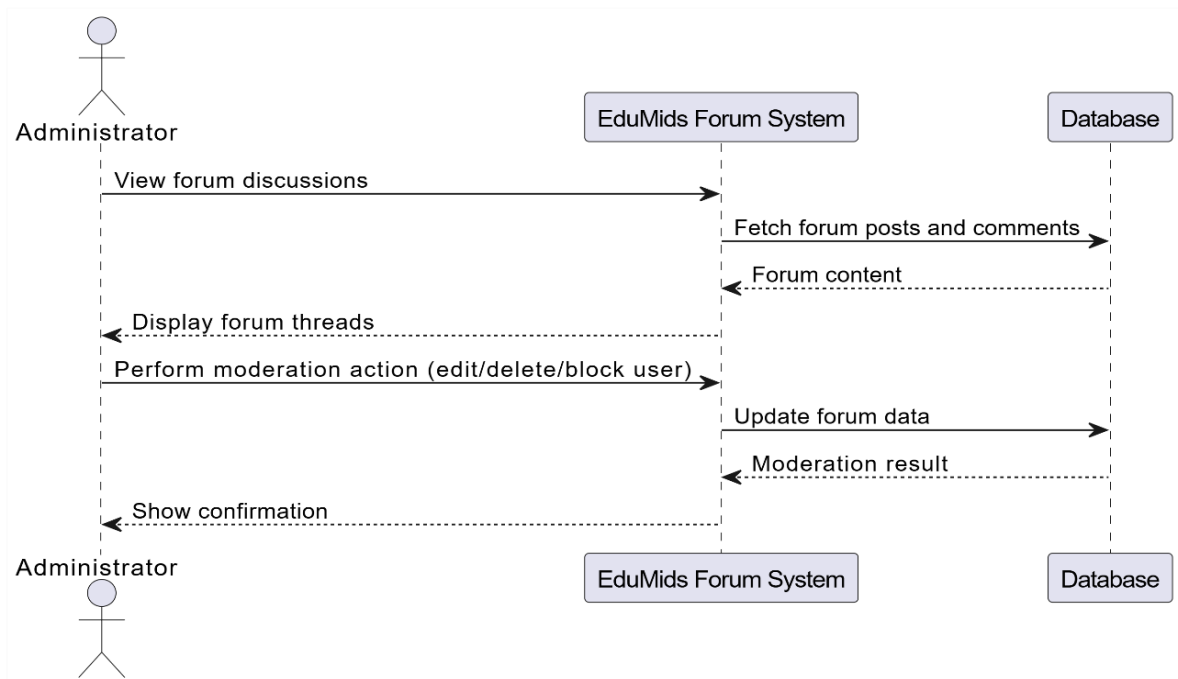 Administrator
EduMids Forum System
Database
View forum discussions
Fetch forum posts and comments
Forum content
Display forum threads
Perform moderation action (edit/delete/block user)
Update forum data
Moderation result
Show confirmation
Administrator
EduMids Forum System
Database